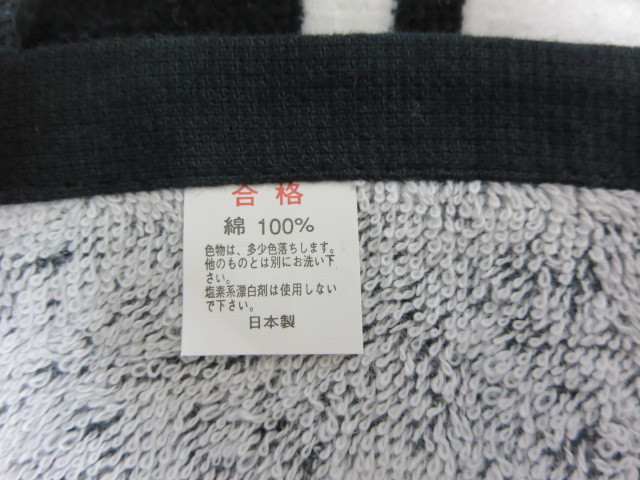 合格
綿 100%
色物は、多少色落ちします。
他のものとは別にお洗い下
さい。
塩素系漂白剤は使用しない
で下さい。
日本製